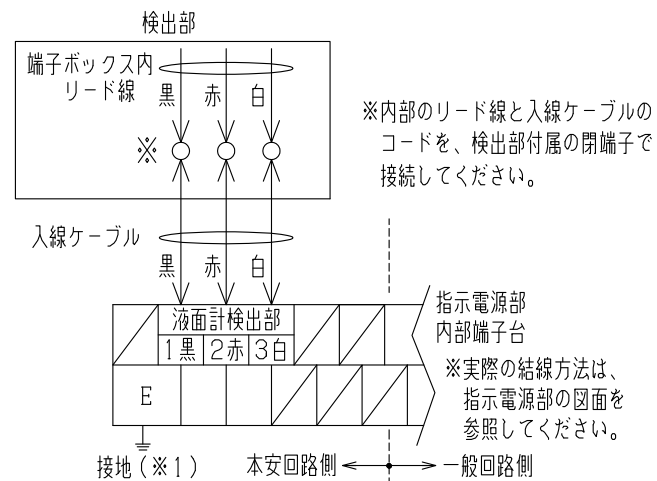 検出部
端子ボックス内
リード線
黒 赤 白
※
※内部のリード線と入線ケーブルの
コードを、検出部付属の閉端子で
接続してください。
入線ケーブル
黒 赤 白
液面計検出部
1黒 2赤 3白
E
指示電源部
内部端子台
※実際の結線方法は、
指示電源部の図面を
参照してください。
接地(※1)
本安回路側
一般回路側